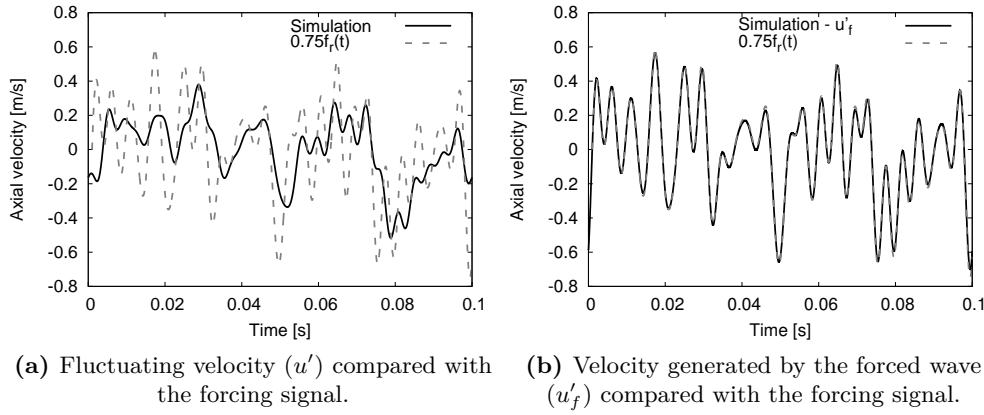 Simulation
0.75f_r(t)
Axial velocity [m/s]
0.8
0.6
0.4
0.2
0
-0.2
-0.4
-0.6
-0.8
0 0.02 0.04 0.06 0.08 0.1
Time [s]
(a) Fluctuating velocity (u′) compared with
the forcing signal.
Simulation - u'_f
0.75f_r(t)
Axial velocity [m/s]
0.8
0.6
0.4
0.2
0
-0.2
-0.4
-0.6
-0.8
0 0.02 0.04 0.06 0.08 0.1
Time [s]
(b) Velocity generated by the forced wave
(u′_f) compared with the forcing signal.